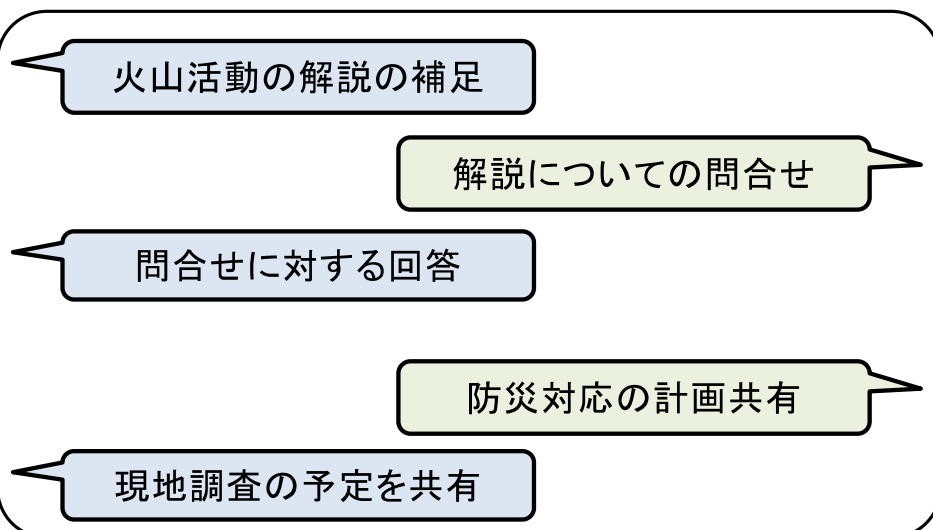 火山活動の解説の補足
解説についての問合せ
問合せに対する回答
防災対応の計画共有
現地調査の予定を共有